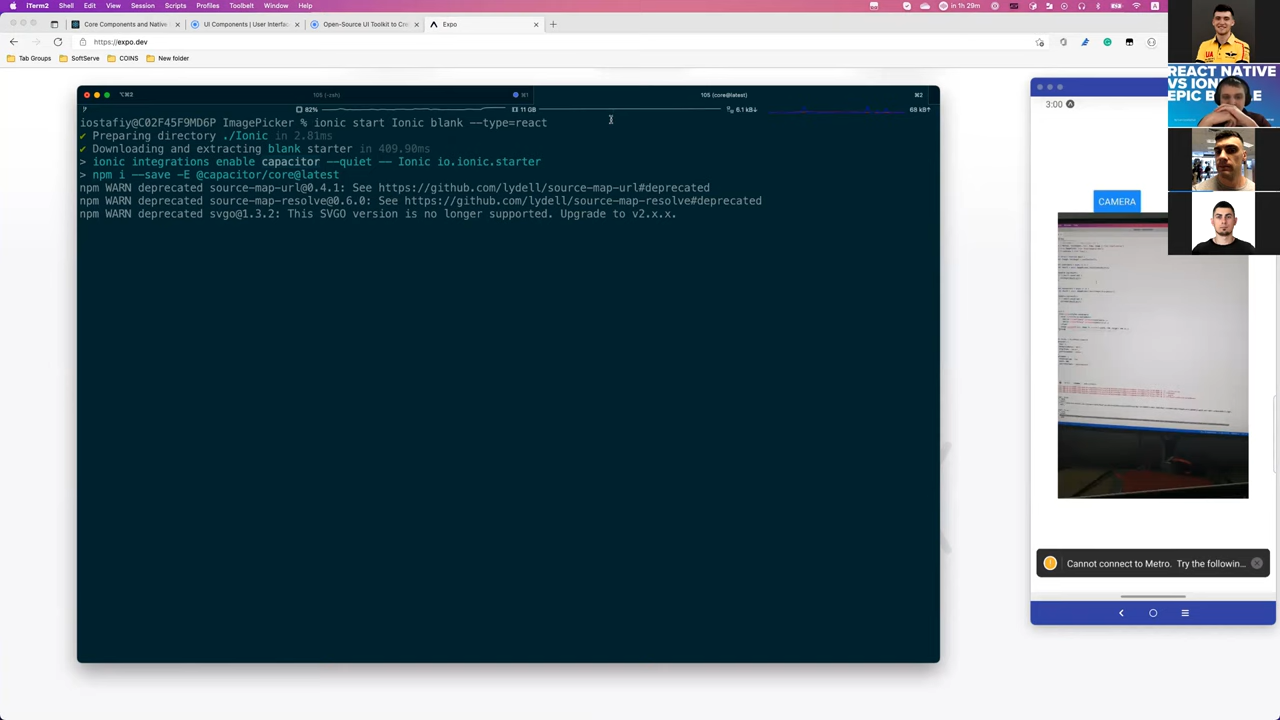 iTerm2 Shell Edit View Session Scripts Profiles Toolbelt Window Help
in 1h 29m
Core Components and Native
UI Components | User Interfac
Open-Source UI Toolkit to Cre
Expo
https://expo.dev
Tab Groups SoftServe COINS New folder
⌥⌘2 105 (-zsh) ⌘1 105 (core@latest) ⌘2
82% 11 GB 6.1 kB↓ 68 kB↑
iostafiy@C02F45F9MD6P ImagePicker % ionic start Ionic blank --type=react
✔ Preparing directory ./Ionic in 2.81ms
✔ Downloading and extracting blank starter in 409.90ms
> ionic integrations enable capacitor --quiet -- Ionic io.ionic.starter
> npm i --save -E @capacitor/core@latest
npm WARN deprecated source-map-url@0.4.1: See https://github.com/lydell/source-map-url#deprecated
npm WARN deprecated source-map-resolve@0.6.0: See https://github.com/lydell/source-map-resolve#deprecated
npm WARN deprecated svgo@1.3.2: This SVGO version is no longer supported. Upgrade to v2.x.x.
UA
REACT NATIVE
VS IONI
EPIC B
LE
3:00
CAMERA
Cannot connect to Metro. Try the followin...